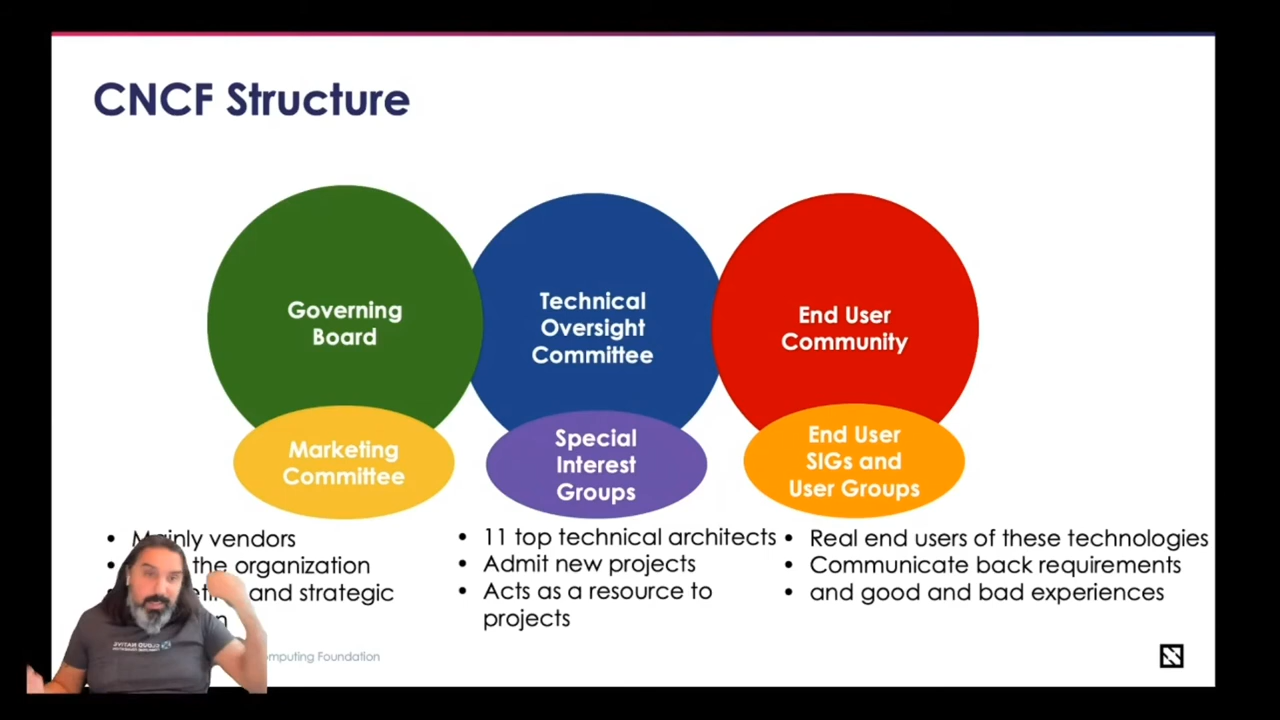 CNCF Structure
Governing
Board
Technical
Oversight
Committee
End User
Community
Marketing
Committee
Special
Interest
Groups
End User
SIGs and
User Groups
• Mainly vendors
• the organization
• and strategic
• 11 top technical architects
• Admit new projects
• Acts as a resource to
projects
• Real end users of these technologies
• Communicate back requirements
• and good and bad experiences
Foundation